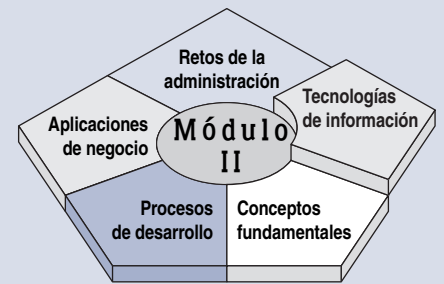 Retos de la
administración
Tecnologías
de información
Aplicaciones
de negocio
Módulo
II
Procesos
de desarrollo
Conceptos
fundamentales